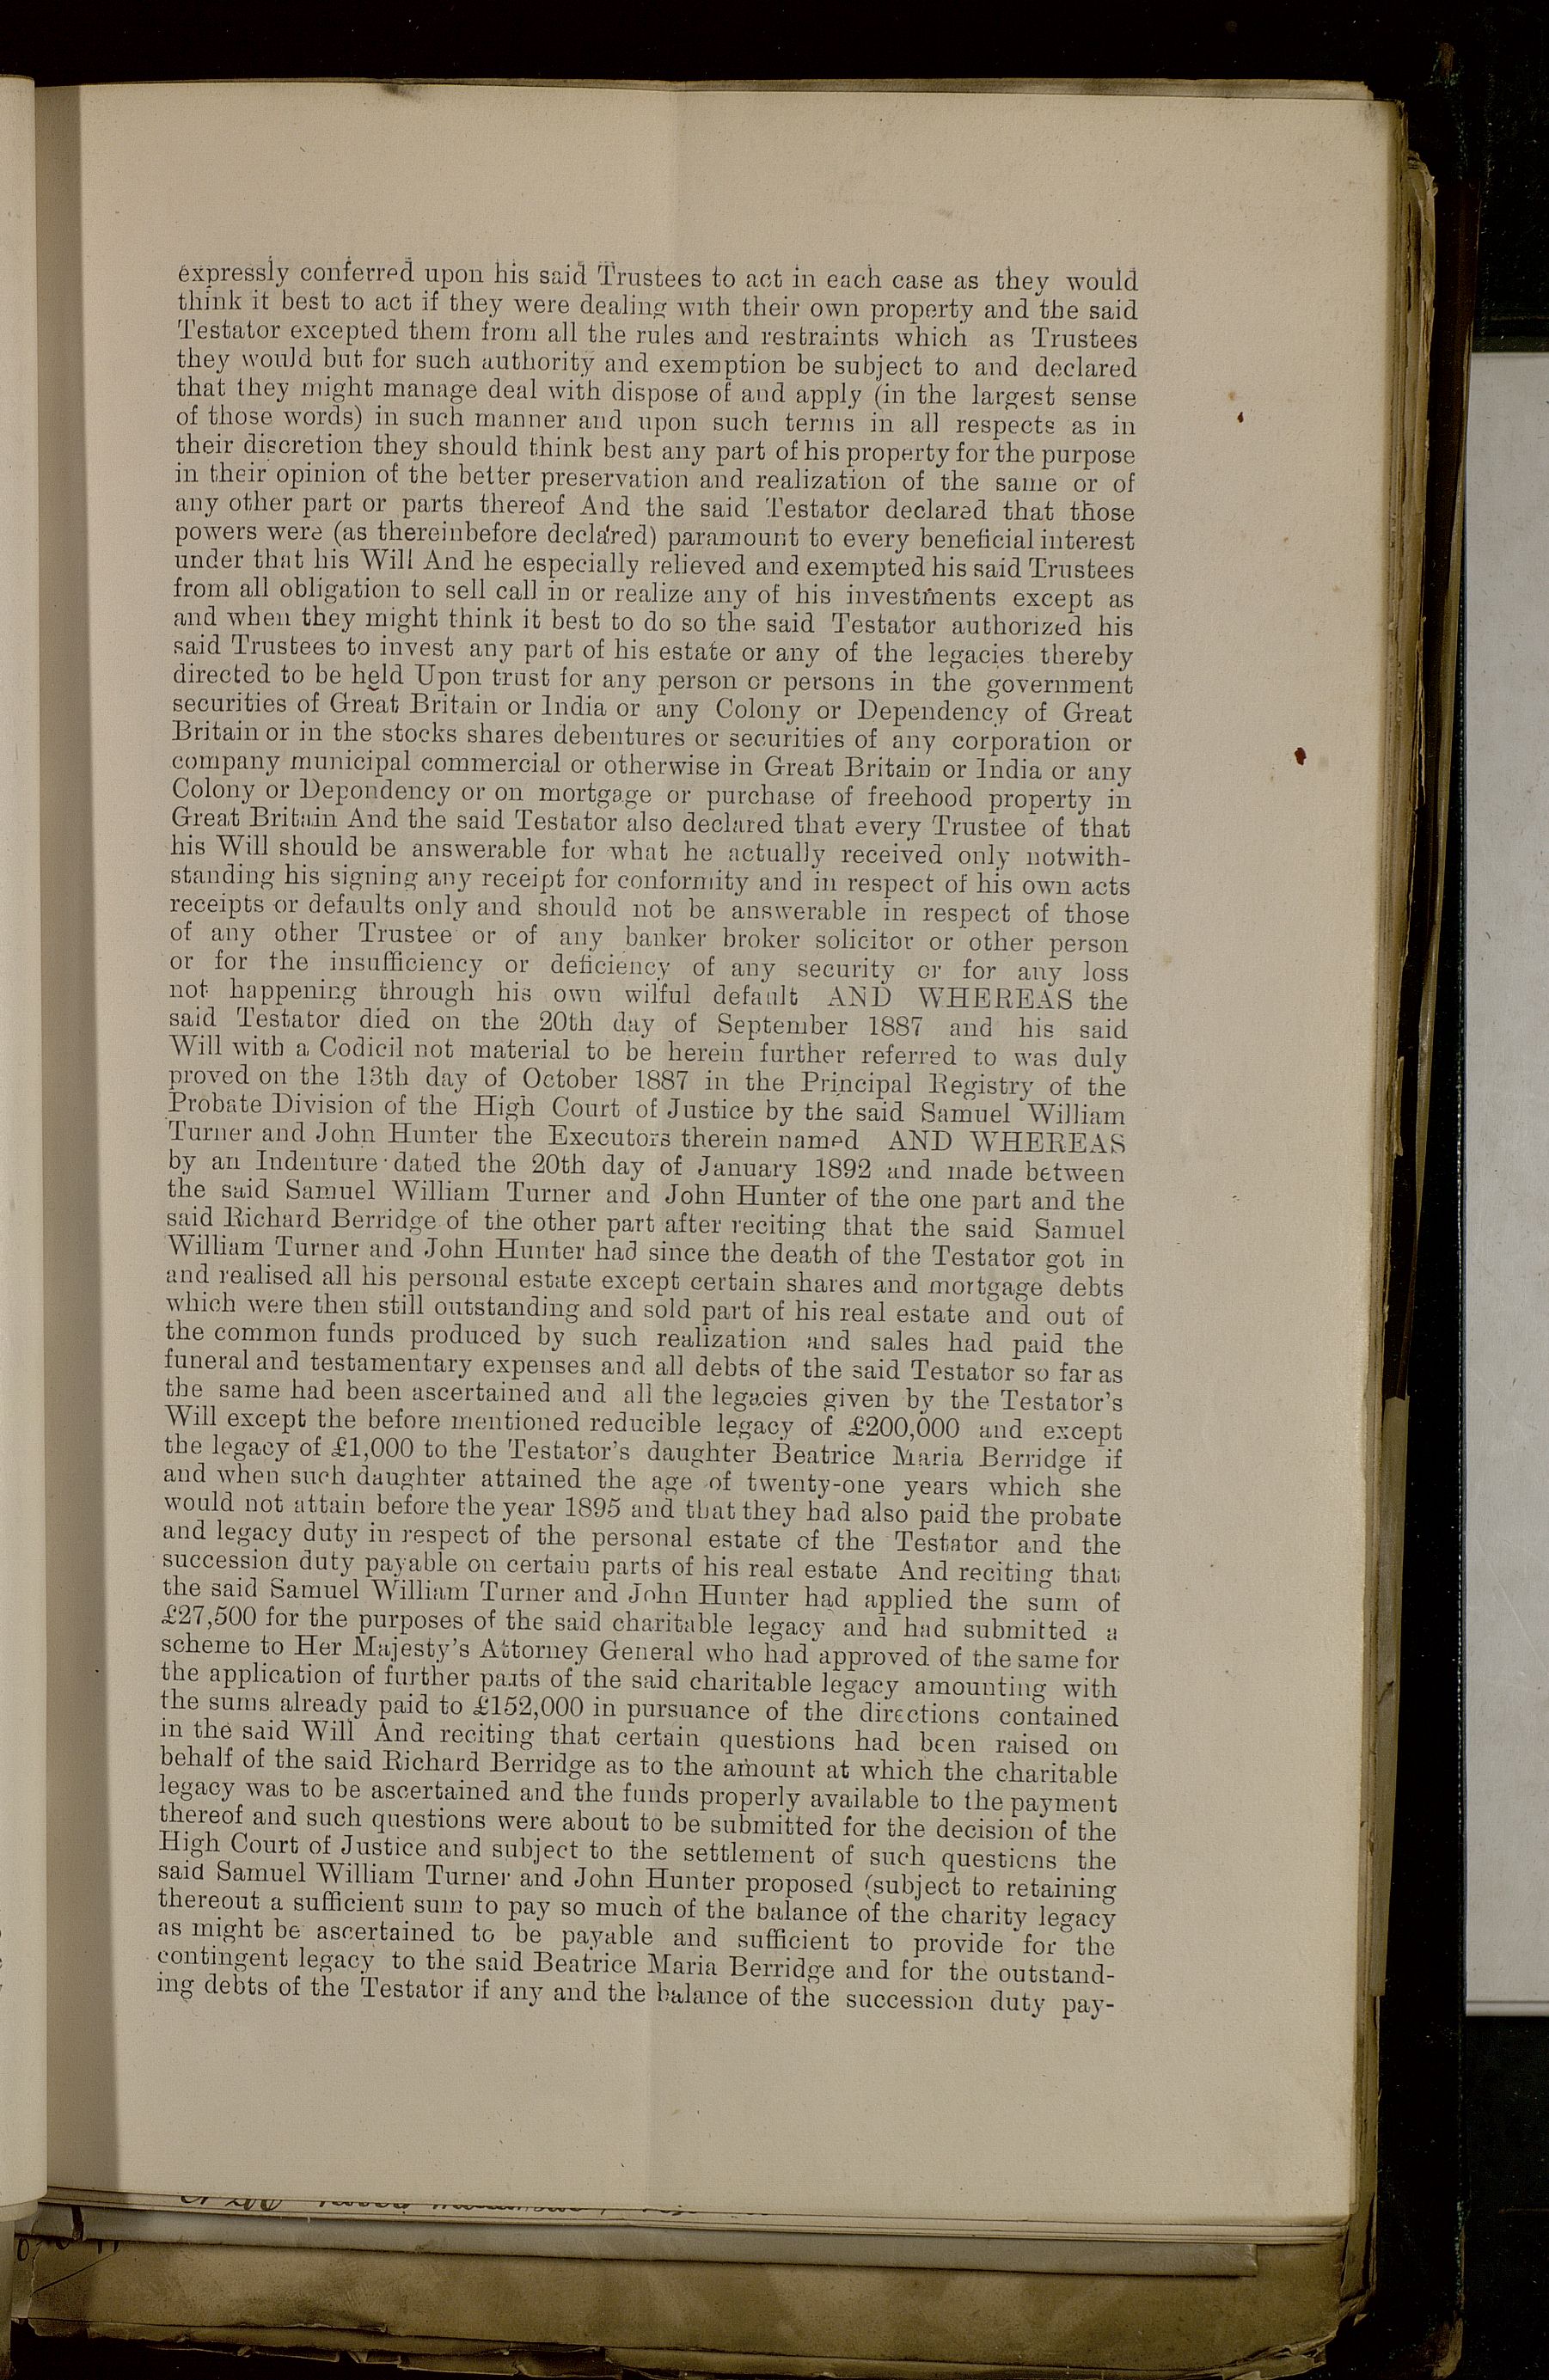 expressly conferred upon his said Trustees to act in each case as they would
think it best to act if they were dealing with their own property and the said
Testator excepted them from all the rules and restraints which as Trustees
they would but for such authority and exemption be subject to and declared
that they might manage deal with dispose of and apply (in the largest sense
of those words) in such manner and upon such terms in all respects as in
their discretion they should think best any part of his property for the purpose
in their opinion of the better preservation and realization of the same or of
any other part or parts thereof And the said Testator declared that those
powers were (as thereinbefore declared) paramount to every beneficial interest
under that his Will And he especially relieved and exempted his said Trustees
from all obligation to sell call in or realize any of his investments except as
and when they might think it best to do so the said Testator authorized his
said Trustees to invest any part of his estate or any of the legacies thereby
directed to be held Upon trust for any person or persons in the government
securities of Great Britain or India or any Colony or Dependency of Great
Britain or in the stocks shares debentures or securities of any corporation or
company municipal commercial or otherwise in Great Britain or India or any
Colony or Depondency or on mortgage or purchase of freehood property in
Great Britain And the said Testator also declared that every Trustee of that
his Will should be answerable for what he actually received only notwith-
standing his signing any receipt for conformity and in respect of his own acts
receipts or defaults only and should not be answerable in respect of those
of any other Trustee or of any banker broker solicitor or other person
or for the insufficiency or deficiency of any security or for any loss
not happening through his own wilful default AND WHEREAS the
said Testator died on the 20th day of September 1887 and his said
Will with a Codicil not material to be herein further referred to was duly
proved on the 13th day of October 1887 in the Principal Registry of the
Probate Division of the High Court of Justice by the said Samuel William
Turner and John Hunter the Executors therein named AND WHEREAS
by an Indenture dated the 20th day of January 1892 and made between
the said Samuel William Turner and John Hunter of the one part and the
said Richard Berridge of the other part after reciting that the said Samuel
William Turner and John Hunter had since the death of the Testator got in
and realised all his personal estate except certain shares and mortgage debts
which were then still outstanding and sold part of his real estate and out of
the common funds produced by such realization and sales had paid the
funeral and testamentary expenses and all debts of the said Testator so far as
the same had been ascertained and all the legacies given by the Testator's
Will except the before mentioned reducible legacy of £200,000 and except
the legacy of £1,000 to the Testator's daughter Beatrice Maria Berridge if
and when such daughter attained the age of twenty-one years which she
would not attain before the year 1895 and that they had also paid the probate
and legacy duty in respect of the personal estate of the Testator and the
succession duty payable on certain parts of his real estate And reciting that
the said Samuel William Turner and John Hunter had applied the sum of
£27,500 for the purposes of the said charitable legacy and had submitted a
scheme to Her Majesty's Attorney General who had approved of the same for
the application of further parts of the said charitable legacy amounting with
the sums already paid to £152,000 in pursuance of the directions contained
in the said Will And reciting that certain questions had been raised on
behalf of the said Richard Berridge as to the amount at which the charitable
legacy was to be ascertained and the funds properly available to the payment
thereof and such questions were about to be submitted for the decision of the
High Court of Justice and subject to the settlement of such questions the
said Samuel William Turner and John Hunter proposed (subject to retaining
thereout a sufficient sum to pay so much of the balance of the charity legacy
as might be ascertained to be payable and sufficient to provide for the
contingent legacy to the said Beatrice Maria Berridge and for the outstand-
ing debts of the Testator if any and the balance of the succession duty pay-